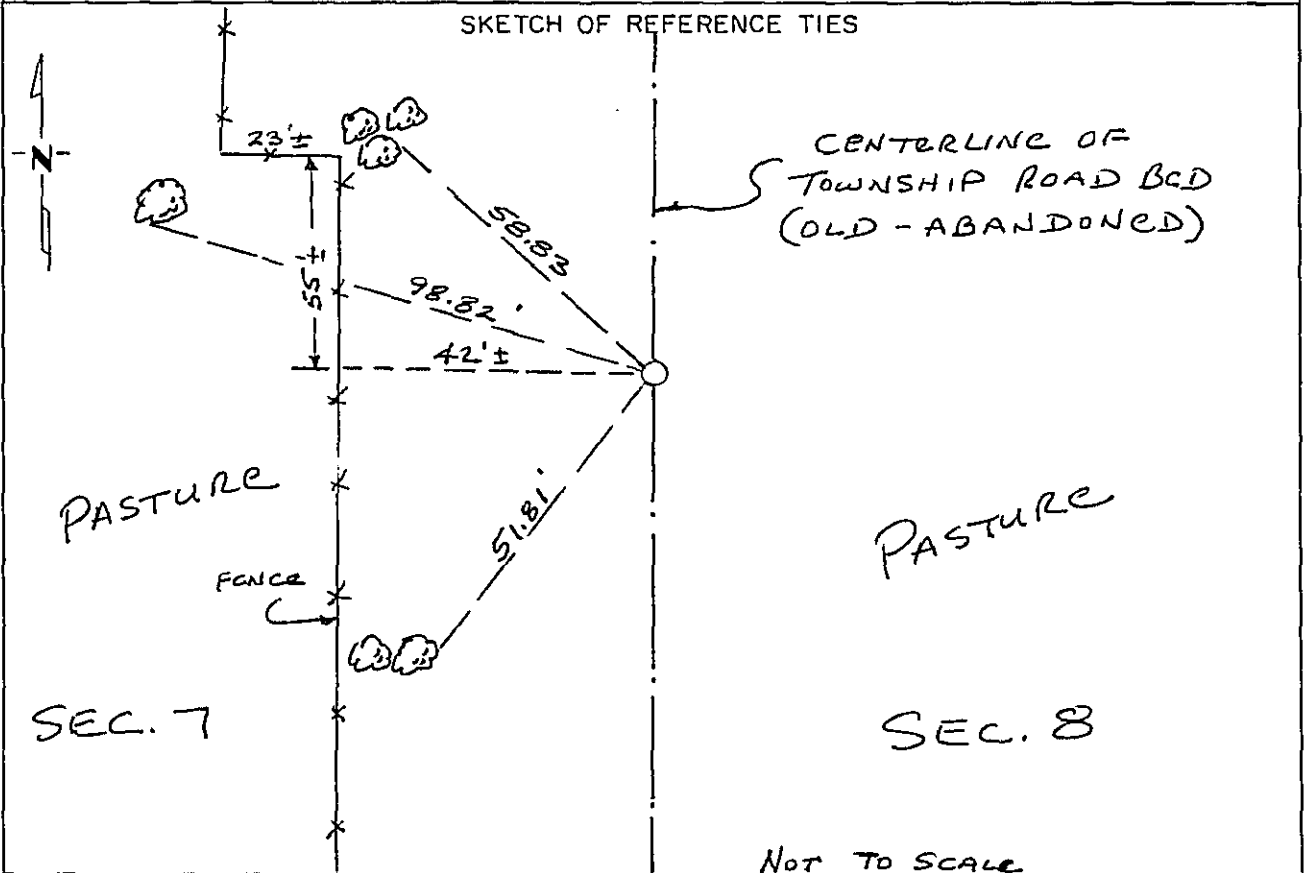 SKETCH OF REFERENCE TIES
N
23'±
CENTERLINE OF
TOWNSHIP ROAD BED
(OLD - ABANDONED)
58.83
55'±
98.82'
42'±
51.81'
PASTURE
PASTURE
FENCE
SEC. 7
SEC. 8
NOT TO SCALE